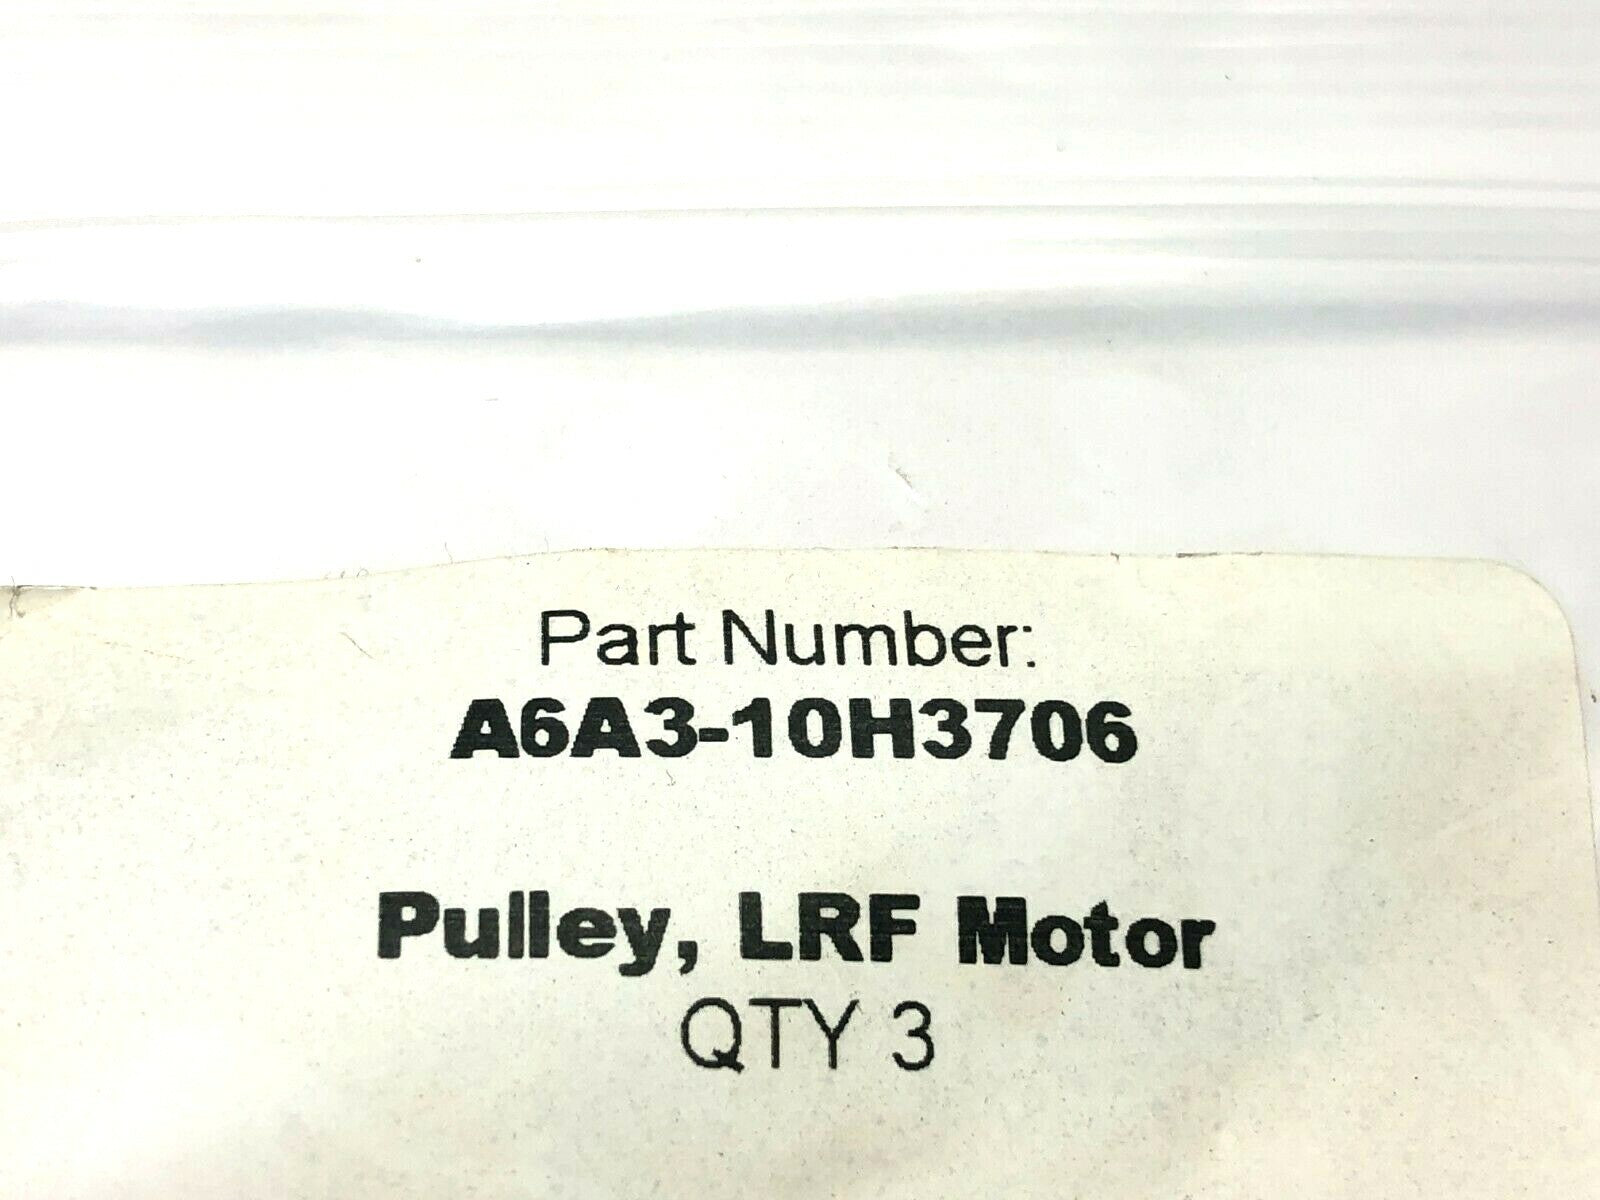 Part Number:
A6A3-10H3706
Pulley, LRF Motor
QTY 3